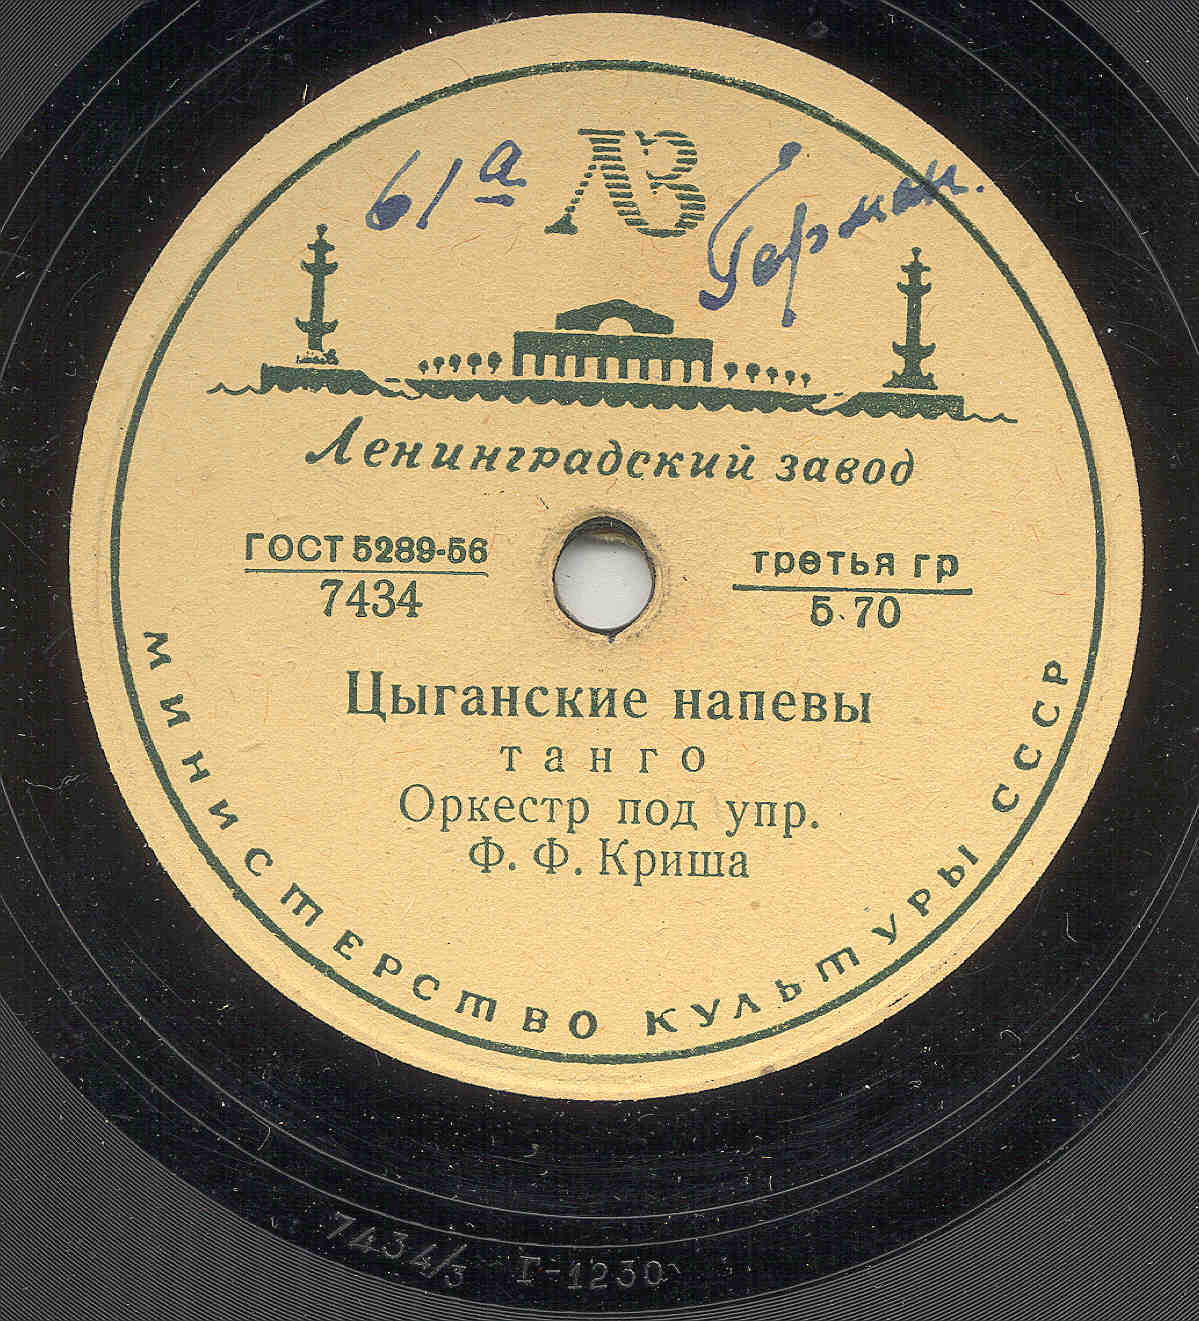 61а
ЛЗ
Герман.
Ленинградский завод
ГОСТ 5289-56
7434
третья гр
5.70
Цыганские напевы
танго
Оркестр под упр.
Ф. Ф. Криша
МИНИСТЕРСТВО КУЛЬТУРЫ СССР
7434/3 Г-1230